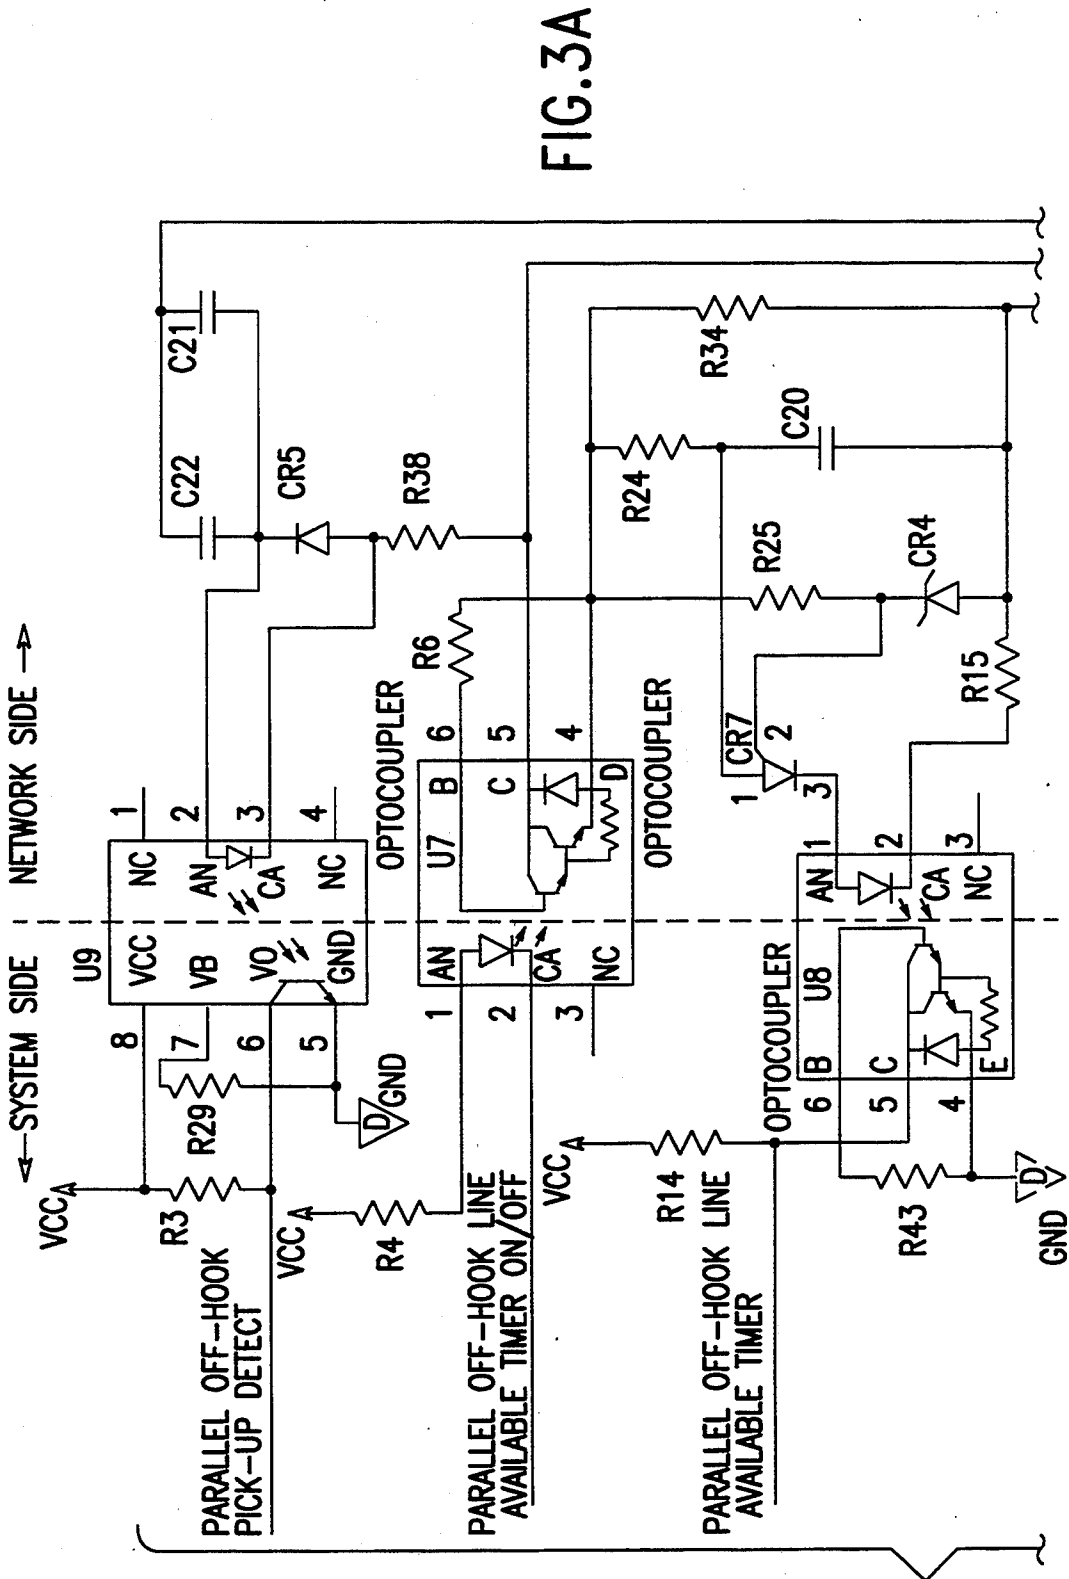 FIG.3A
←SYSTEM SIDE
NETWORK SIDE→
PARALLEL OFF-HOOK
PICK-UP DETECT
VCC
R3
R29
D
GND
8
7
6
5
U9
VCC
VB
VO
GND
NC
AN
CA
NC
1
2
3
4
OPTOCOUPLER
C22
C21
CR5
R38
PARALLEL OFF-HOOK LINE
AVAILABLE TIMER ON/OFF
VCC
R4
1
2
3
AN
CA
NC
U7
B
C
D
6
5
4
OPTOCOUPLER
R6
R24
R34
C20
R25
CR4
CR7
1
2
3
R15
PARALLEL OFF-HOOK LINE
AVAILABLE TIMER
VCC
R14
R43
D
GND
OPTOCOUPLER
6
5
4
B
C
E
U8
AN
CA
NC
1
2
3